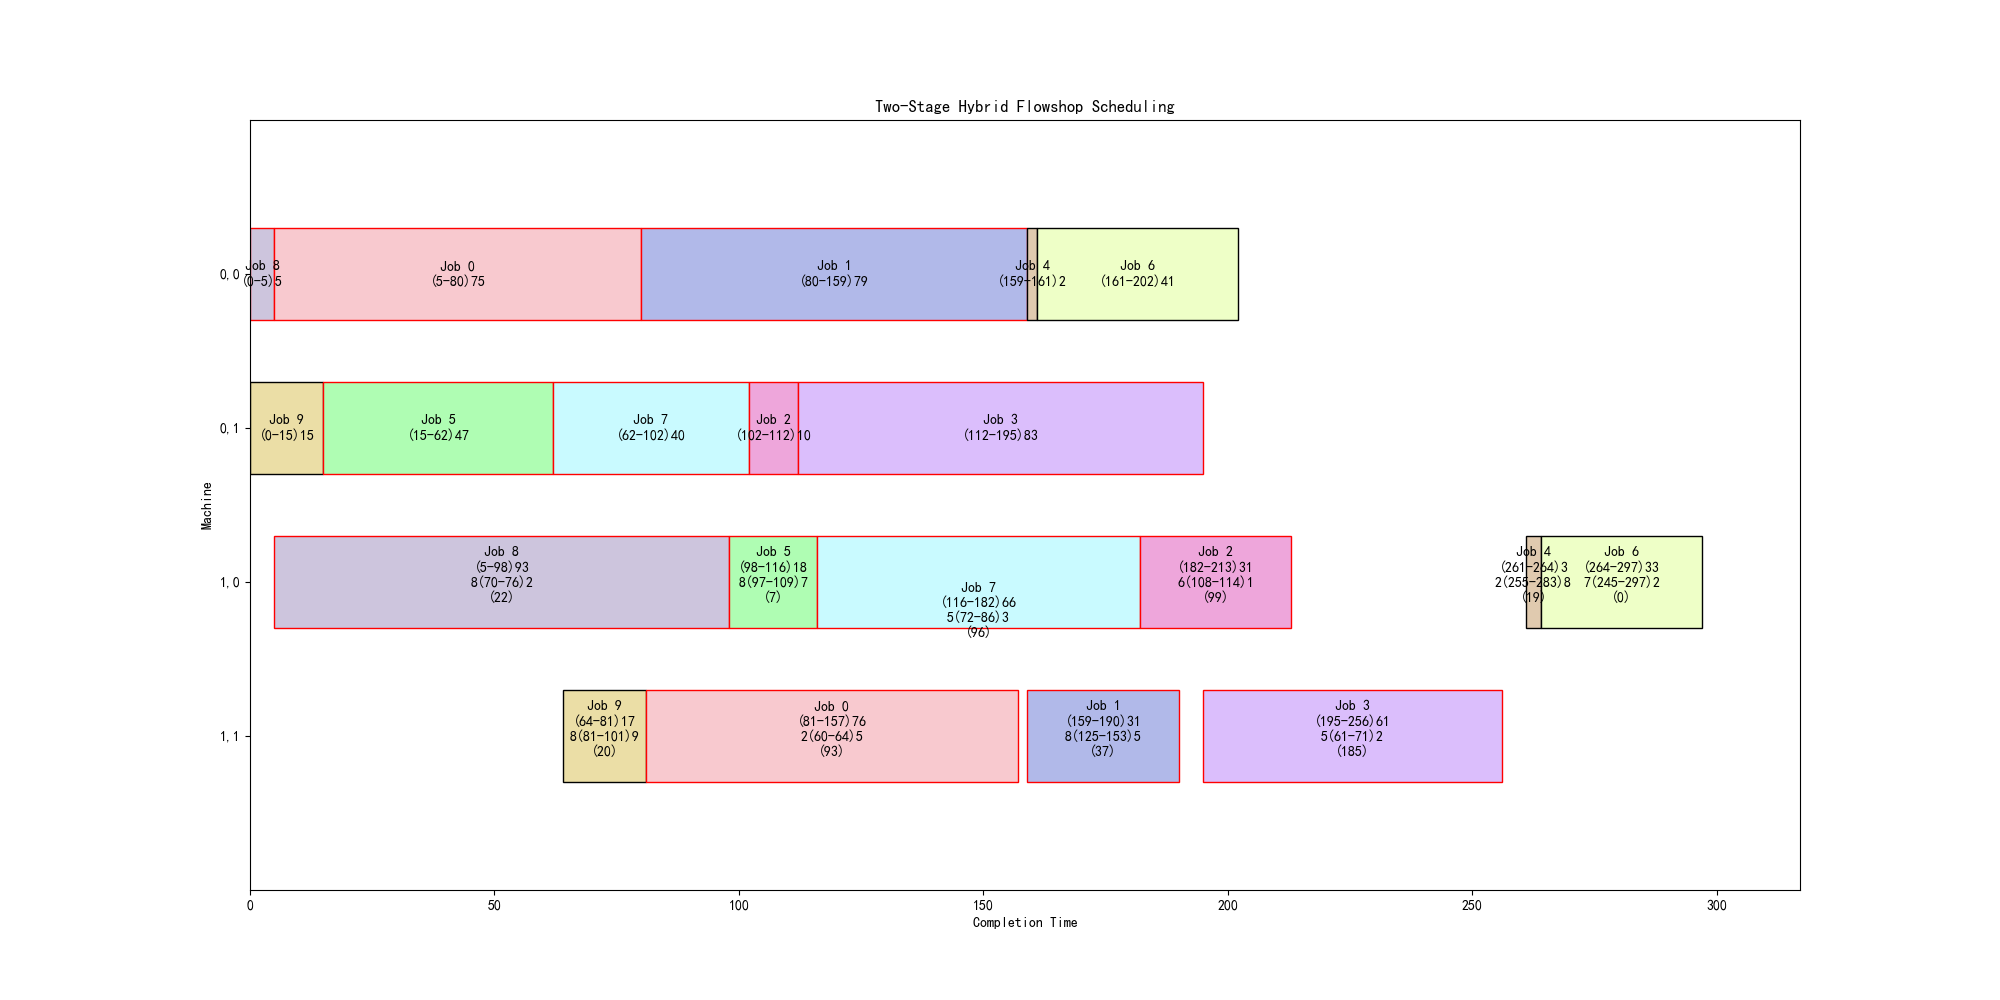 Two-Stage Hybrid Flowshop Scheduling
Machine
0,0
Job 8
(0-5)5
Job 0
(5-80)75
Job 1
(80-159)79
Job 4
(159-161)2
Job 6
(161-202)41
0,1
Job 9
(0-15)15
Job 5
(15-62)47
Job 7
(62-102)40
Job 2
(102-112)10
Job 3
(112-195)83
1,0
Job 8
(5-98)93
8(70-76)2
(22)
Job 5
(98-116)18
8(97-109)7
(7)
Job 7
(116-182)66
5(72-86)3
(96)
Job 2
(182-213)31
6(108-114)1
(99)
Job 4
(261-264)3
2(255-283)8
(19)
Job 6
(264-297)33
7(245-297)2
(0)
1,1
Job 9
(64-81)17
8(81-101)9
(20)
Job 0
(81-157)76
2(60-64)5
(93)
Job 1
(159-190)31
8(125-153)5
(37)
Job 3
(195-256)61
5(61-71)2
(185)
0 50 100 150 200 250 300
Completion Time